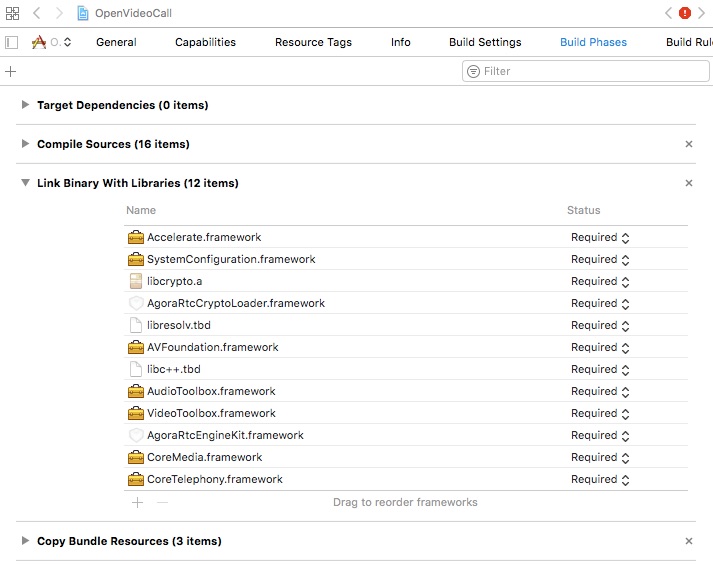 OpenVideoCall
O. General Capabilities Resource Tags Info Build Settings Build Phases Build Rul
Filter
Target Dependencies (0 items)
Compile Sources (16 items)
Link Binary With Libraries (12 items)
Name Status
Accelerate.framework Required
SystemConfiguration.framework Required
libcrypto.a Required
AgoraRtcCryptoLoader.framework Required
libresolv.tbd Required
AVFoundation.framework Required
libc++.tbd Required
AudioToolbox.framework Required
VideoToolbox.framework Required
AgoraRtcEngineKit.framework Required
CoreMedia.framework Required
CoreTelephony.framework Required
Drag to reorder frameworks
Copy Bundle Resources (3 items)